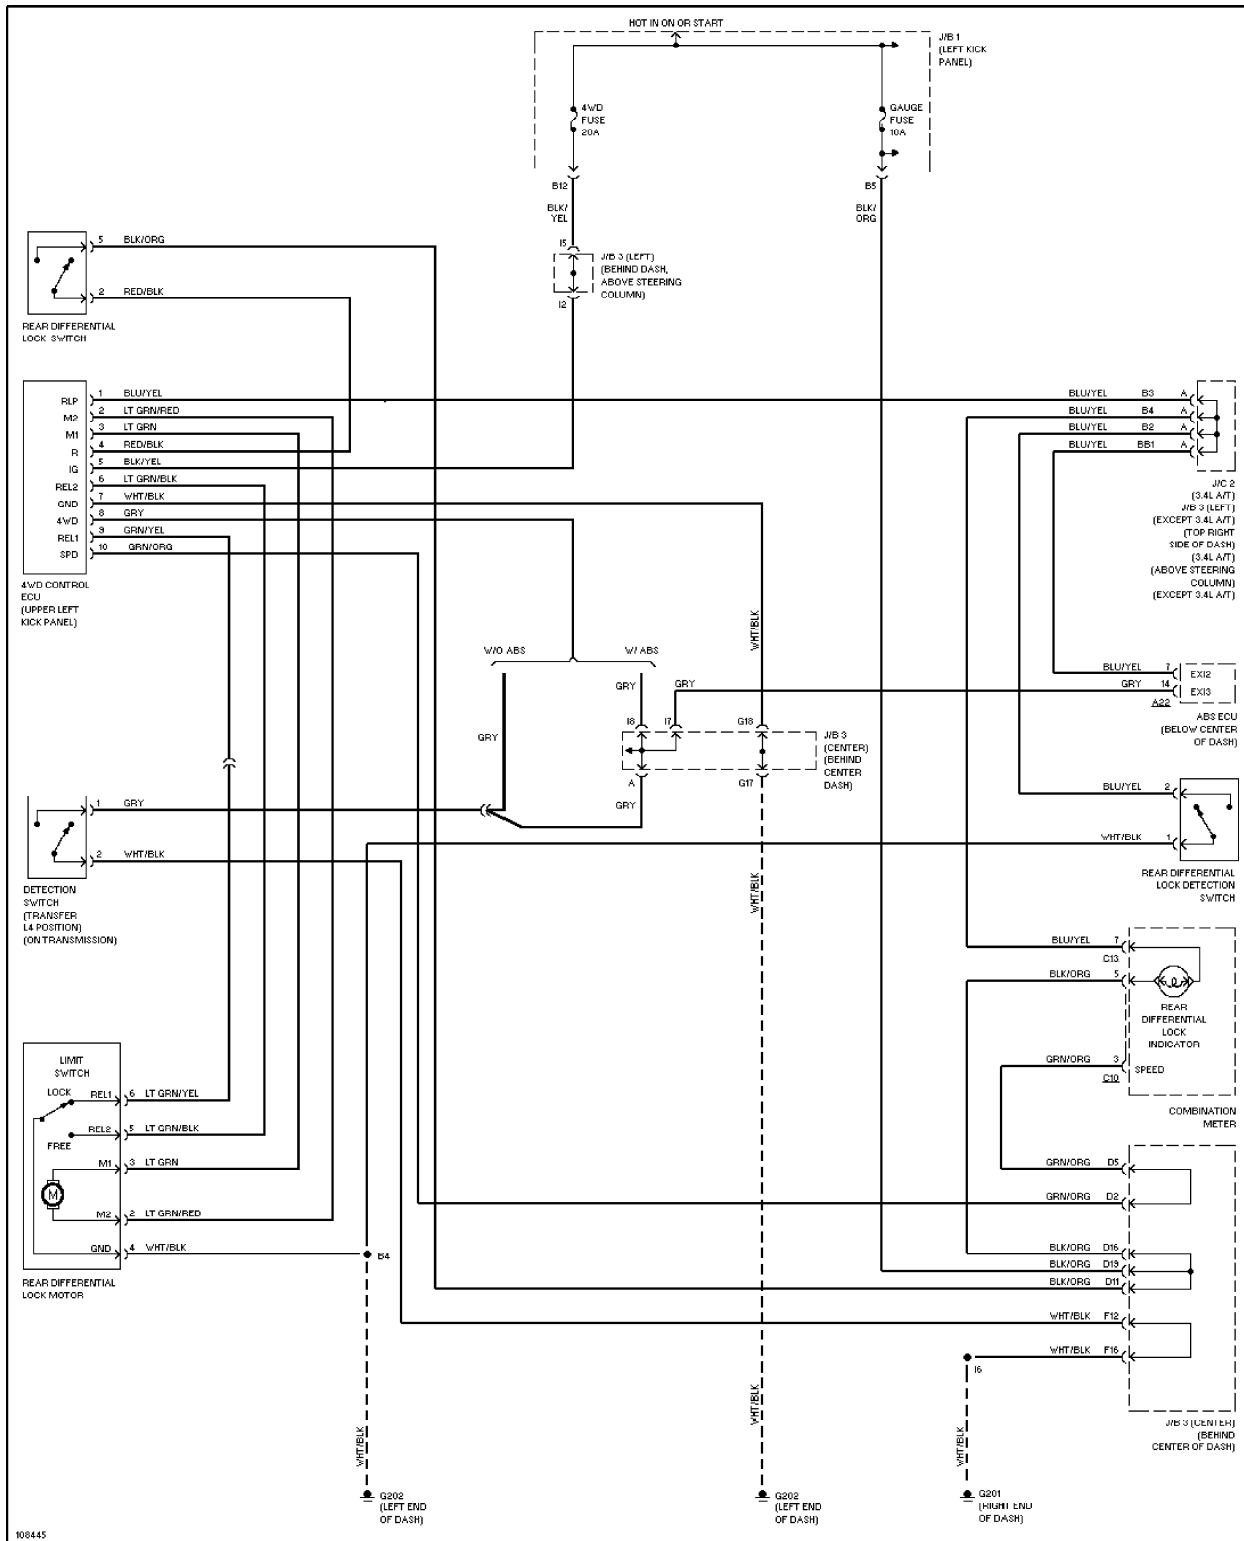 HOT IN ON OR START
J/B 1
(LEFT KICK
PANEL)
4WD
FUSE
20A
GAUGE
FUSE
10A
B12
B5
BLK/
YEL
BLK/
ORG
I5
J/B 3 (LEFT)
(BEHIND DASH,
ABOVE STEERING
COLUMN)
I2
5 BLK/ORG
2 RED/BLK
REAR DIFFERENTIAL
LOCK SWITCH
RLP 1 BLU/YEL
M2 2 LT GRN/RED
M1 3 LT GRN
R 4 RED/BLK
IG 5 BLK/YEL
REL2 6 LT GRN/BLK
GND 7 WHT/BLK
4WD 8 GRY
REL1 9 GRN/YEL
SPD 10 GRN/ORG
4WD CONTROL
ECU
(UPPER LEFT
KICK PANEL)
BLU/YEL B3 A
BLU/YEL B4 A
BLU/YEL B2 A
BLU/YEL BB1 A
J/C 2
(3.4L A/T)
J/B 3 (LEFT)
(EXCEPT 3.4L A/T)
(TOP RIGHT
SIDE OF DASH)
(3.4L A/T)
(ABOVE STEERING
COLUMN)
(EXCEPT 3.4L A/T)
WHT/BLK
W/O ABS
W/ ABS
GRY
GRY
GRY
BLU/YEL 7 EXI2
GRY 14 EXI3
A22
ABS ECU
(BELOW CENTER
OF DASH)
I8
I7
G18
J/B 3
(CENTER)
(BEHIND
CENTER
DASH)
A
G17
GRY
1 GRY
2 WHT/BLK
DETECTION
SWITCH
(TRANSFER
L4 POSITION)
(ON TRANSMISSION)
BLU/YEL 2
WHT/BLK 1
REAR DIFFERENTIAL
LOCK DETECTION
SWITCH
WHT/BLK
BLU/YEL 7
C13
BLK/ORG 5
REAR
DIFFERENTIAL
LOCK
INDICATOR
GRN/ORG 3 SPEED
C10
COMBINATION
METER
LIMIT
SWITCH
LOCK
REL1 6 LT GRN/YEL
REL2 5 LT GRN/BLK
FREE
M1 3 LT GRN
M
M2 2 LT GRN/RED
GND 4 WHT/BLK
B4
REAR DIFFERENTIAL
LOCK MOTOR
GRN/ORG D5
GRN/ORG D2
BLK/ORG D16
BLK/ORG D19
BLK/ORG D11
WHT/BLK F12
WHT/BLK F16
I6
J/B 3 (CENTER)
(BEHIND
CENTER OF DASH)
WHT/BLK
WHT/BLK
WHT/BLK
G202
(LEFT END
OF DASH)
G202
(LEFT END
OF DASH)
G201
(RIGHT END
OF DASH)
108445